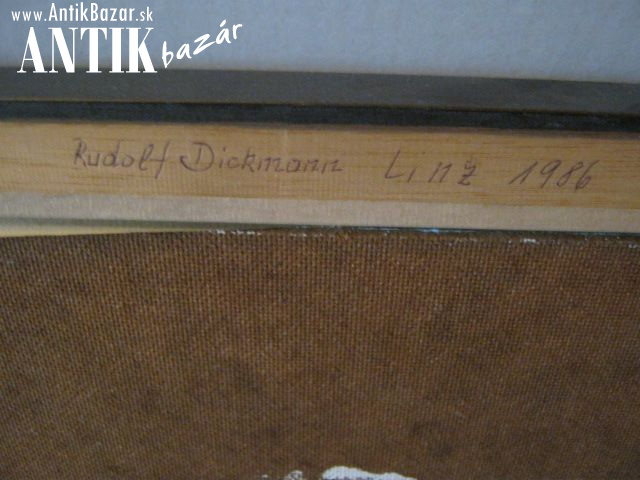 www.AntikBazar.sk
ANTIK bazár
Rudolf Dickmann Linz 1986